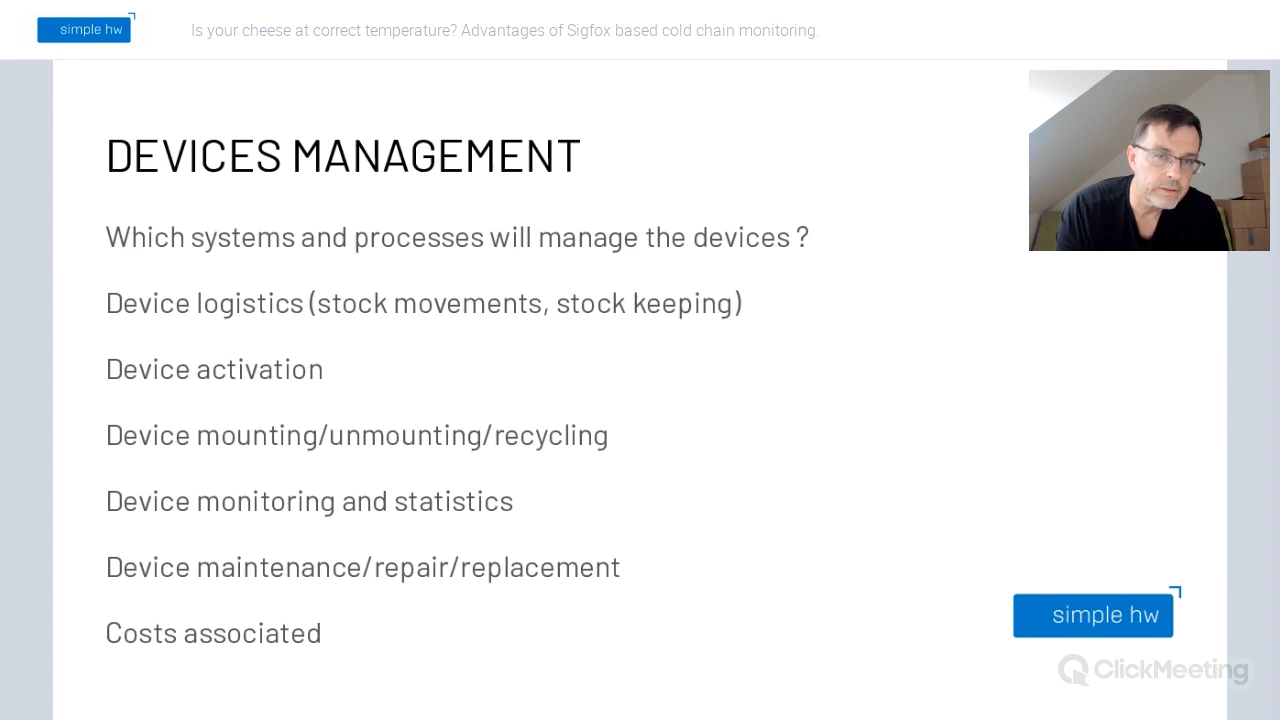 simple hw
Is your cheese at correct temperature? Advantages of Sigfox based cold chain monitoring.
DEVICES MANAGEMENT
Which systems and processes will manage the devices ?
Device logistics (stock movements, stock keeping)
Device activation
Device mounting/unmounting/recycling
Device monitoring and statistics
Device maintenance/repair/replacement
Costs associated
simple hw
ClickMeeting